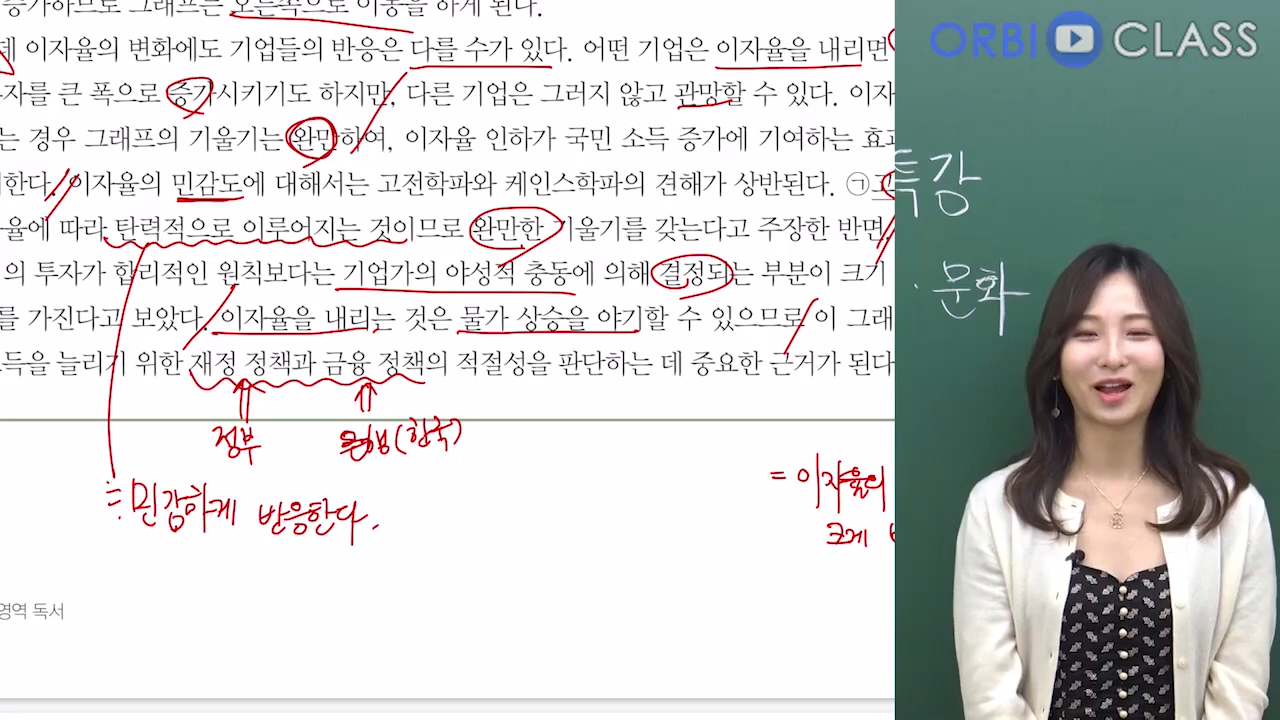 증가하므로 그래프는 오른쪽으로 이동을 하게 된다.
데 이자율의 변화에도 기업들의 반응은 다를 수가 있다. 어떤 기업은 이자율을 내리면
자를 큰 폭으로 증가시키기도 하지만, 다른 기업은 그러지 않고 관망할 수 있다. 이자
는 경우 그래프의 기울기는 완만하여, 이자율 인하가 국민 소득 증가에 기여하는 효과
한다. 이자율의 민감도에 대해서는 고전학파와 케인스학파의 견해가 상반된다. ㉠고
율에 따라 탄력적으로 이루어지는 것이므로 완만한 기울기를 갖는다고 주장한 반면,
의 투자가 합리적인 원칙보다는 기업가의 야성적 충동에 의해 결정되는 부분이 크기
를 가진다고 보았다. 이자율을 내리는 것은 물가 상승을 야기할 수 있으므로 이 그래
득을 늘리기 위한 재정 정책과 금융 정책의 적절성을 판단하는 데 중요한 근거가 된다
정부
(한국)
민감하게 반응한다.
= 이자율의
크게
영역 독서
ORBI CLASS
특강
· 문화